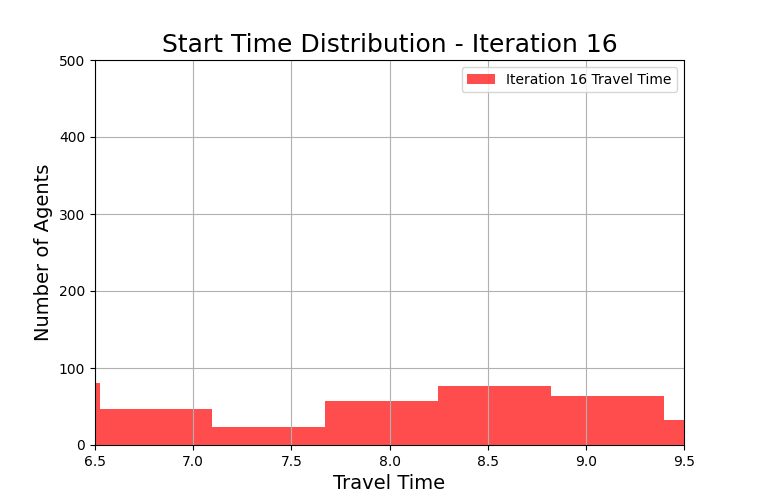 Start Time Distribution - Iteration 16
Iteration 16 Travel Time
Number of Agents
500
400
300
200
100
0
6.5 7.0 7.5 8.0 8.5 9.0 9.5
Travel Time